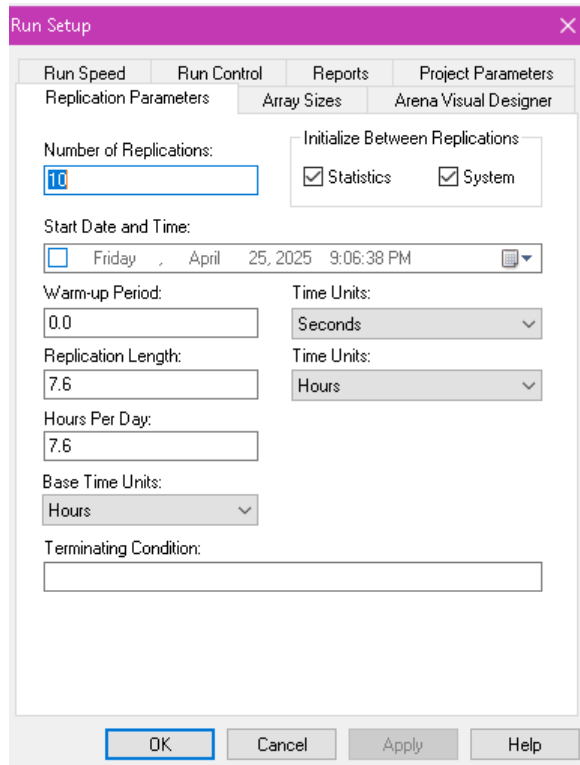 Run Setup
Run Speed Run Control Reports Project Parameters
Replication Parameters Array Sizes Arena Visual Designer
Number of Replications:
10
Initialize Between Replications
Statistics System
Start Date and Time:
Friday , April 25, 2025 9:06:38 PM
Warm-up Period: Time Units:
0.0 Seconds
Replication Length: Time Units:
7.6 Hours
Hours Per Day:
7.6
Base Time Units:
Hours
Terminating Condition:
OK Cancel Apply Help